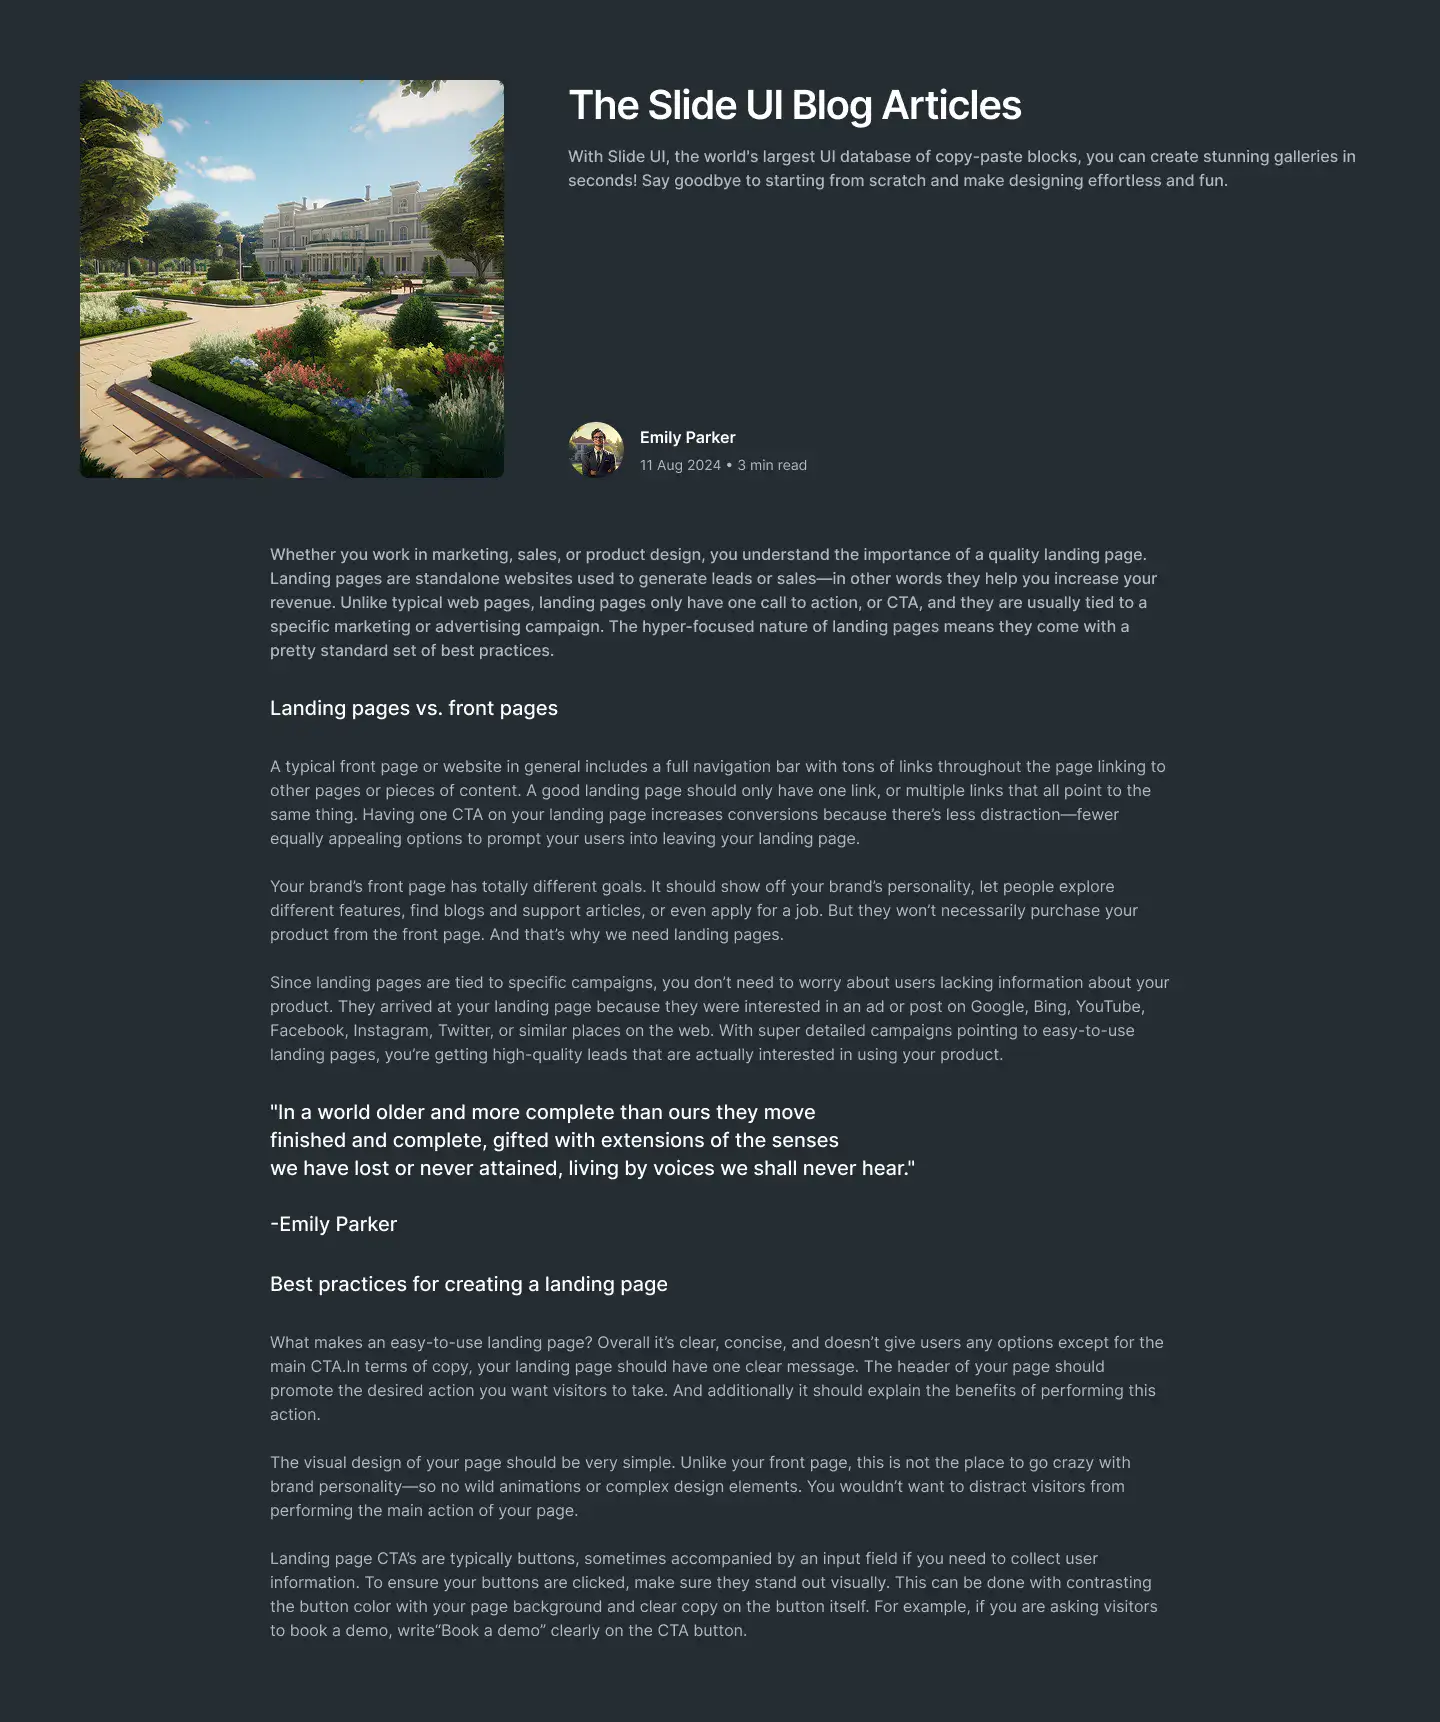 The Slide UI Blog Articles
With Slide UI, the world's largest UI database of copy-paste blocks, you can create stunning galleries in
seconds! Say goodbye to starting from scratch and make designing effortless and fun.
Emily Parker
11 Aug 2024 • 3 min read
Whether you work in marketing, sales, or product design, you understand the importance of a quality landing page.
Landing pages are standalone websites used to generate leads or sales—in other words they help you increase your
revenue. Unlike typical web pages, landing pages only have one call to action, or CTA, and they are usually tied to a
specific marketing or advertising campaign. The hyper-focused nature of landing pages means they come with a
pretty standard set of best practices.
Landing pages vs. front pages
A typical front page or website in general includes a full navigation bar with tons of links throughout the page linking to
other pages or pieces of content. A good landing page should only have one link, or multiple links that all point to the
same thing. Having one CTA on your landing page increases conversions because there’s less distraction—fewer
equally appealing options to prompt your users into leaving your landing page.
Your brand’s front page has totally different goals. It should show off your brand’s personality, let people explore
different features, find blogs and support articles, or even apply for a job. But they won’t necessarily purchase your
product from the front page. And that’s why we need landing pages.
Since landing pages are tied to specific campaigns, you don’t need to worry about users lacking information about your
product. They arrived at your landing page because they were interested in an ad or post on Google, Bing, YouTube,
Facebook, Instagram, Twitter, or similar places on the web. With super detailed campaigns pointing to easy-to-use
landing pages, you’re getting high-quality leads that are actually interested in using your product.
"In a world older and more complete than ours they move
finished and complete, gifted with extensions of the senses
we have lost or never attained, living by voices we shall never hear."
-Emily Parker
Best practices for creating a landing page
What makes an easy-to-use landing page? Overall it’s clear, concise, and doesn’t give users any options except for the
main CTA.In terms of copy, your landing page should have one clear message. The header of your page should
promote the desired action you want visitors to take. And additionally it should explain the benefits of performing this
action.
The visual design of your page should be very simple. Unlike your front page, this is not the place to go crazy with
brand personality—so no wild animations or complex design elements. You wouldn’t want to distract visitors from
performing the main action of your page.
Landing page CTA’s are typically buttons, sometimes accompanied by an input field if you need to collect user
information. To ensure your buttons are clicked, make sure they stand out visually. This can be done with contrasting
the button color with your page background and clear copy on the button itself. For example, if you are asking visitors
to book a demo, write“Book a demo” clearly on the CTA button.